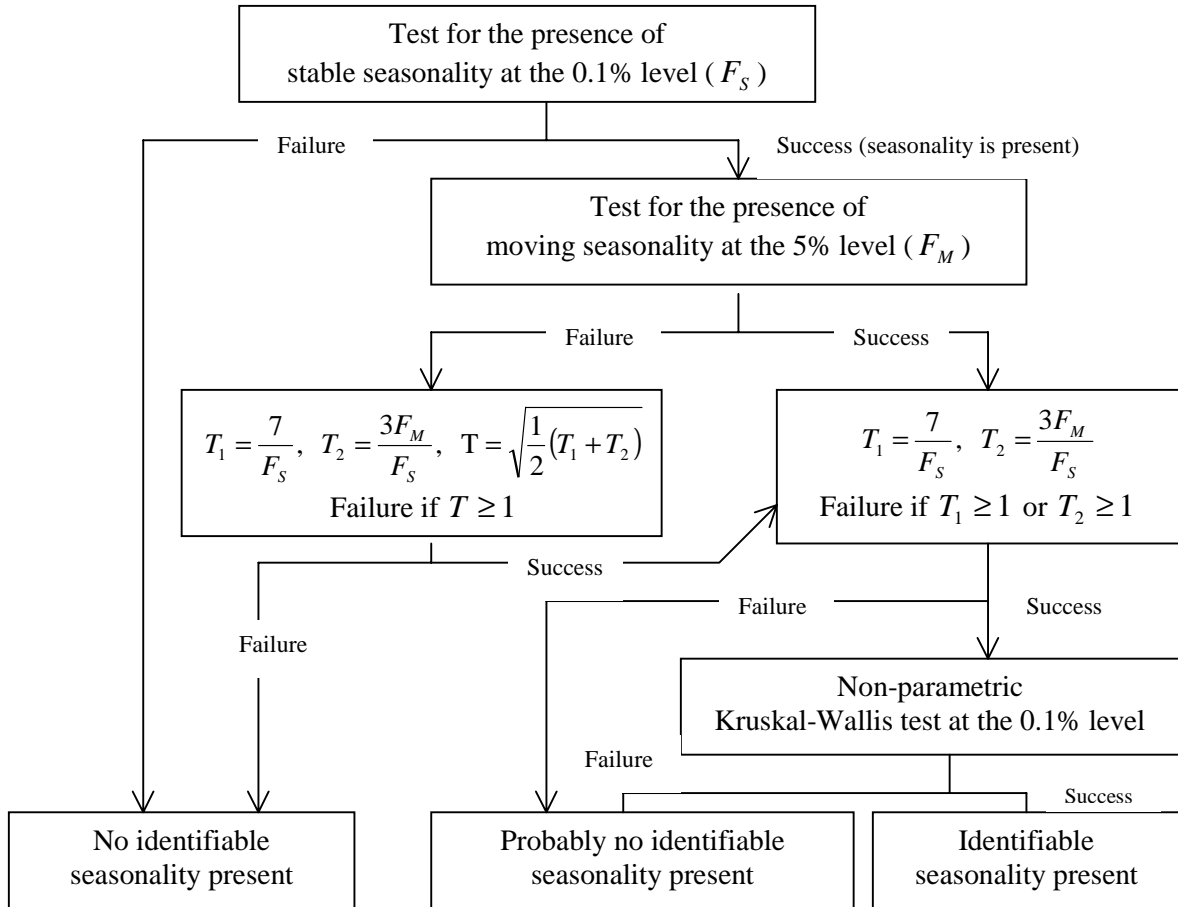 Test for the presence of
stable seasonality at the 0.1% level ( F_S )
Failure
Success (seasonality is present)
Test for the presence of
moving seasonality at the 5% level ( F_M )
Failure
Success
T_1 = 7/F_S, T_2 = 3F_M/F_S, T = √(1/2 (T_1 + T_2))
Failure if T ≥ 1
T_1 = 7/F_S, T_2 = 3F_M/F_S
Failure if T_1 ≥ 1 or T_2 ≥ 1
Success
Failure
Failure
Success
Non-parametric
Kruskal-Wallis test at the 0.1% level
Failure
Success
No identifiable
seasonality present
Probably no identifiable
seasonality present
Identifiable
seasonality present